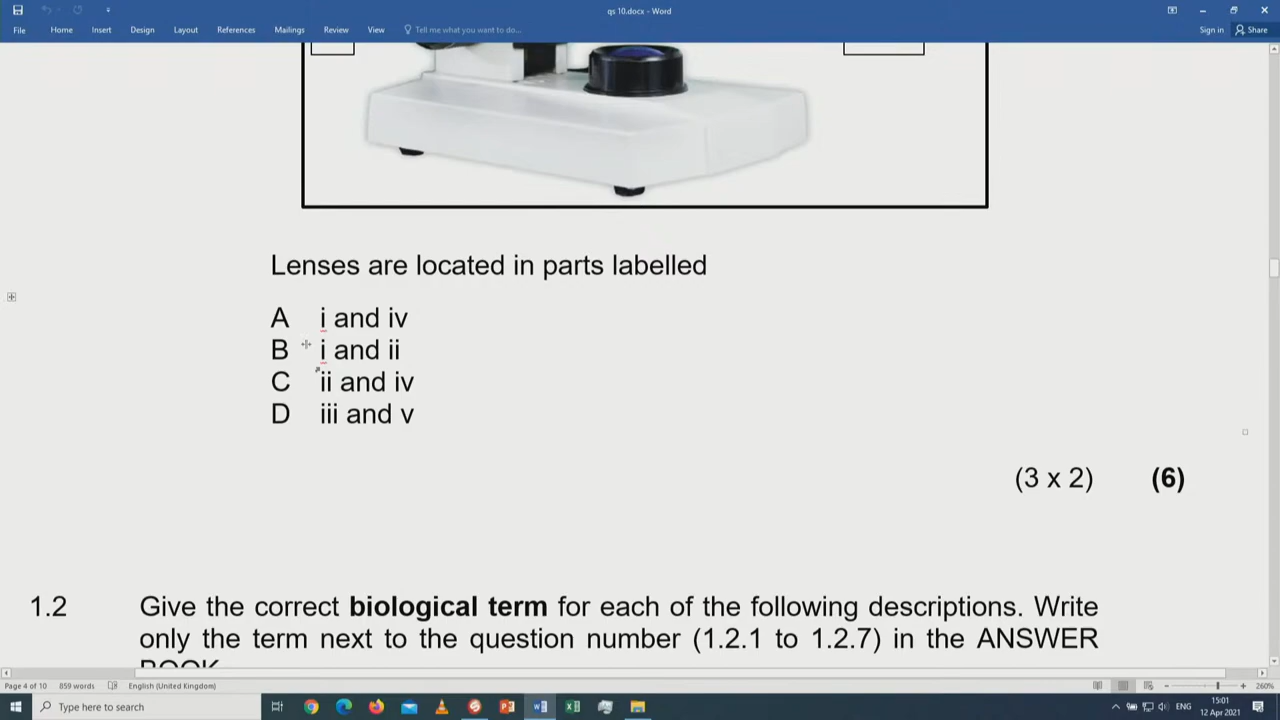 qs 10.docx - Word
File Home Insert Design Layout References Mailings Review View Tell me what you want to do... Sign in Share
Lenses are located in parts labelled
A i and iv
B i and ii
C ii and iv
D iii and v
(3 x 2) (6)
1.2 Give the correct biological term for each of the following descriptions. Write
only the term next to the question number (1.2.1 to 1.2.7) in the ANSWER
BOOK
Page 4 of 10 859 words English (United Kingdom) 260%
Type here to search ENG 15:01
12 Apr 2021